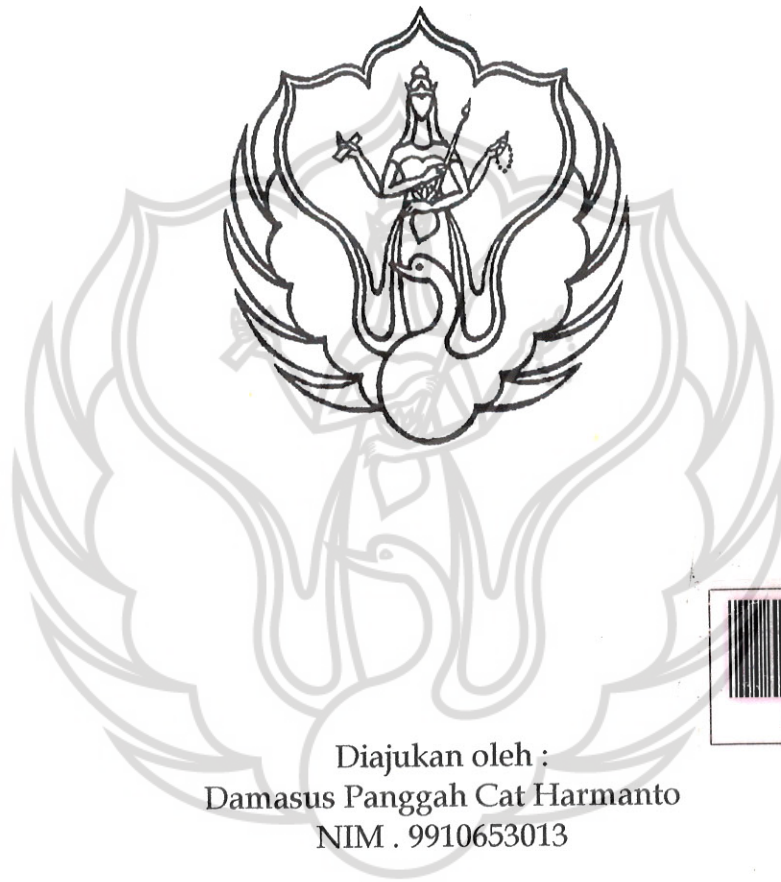 Diajukan oleh :
Damasus Panggah Cat Harmanto
NIM . 9910653013